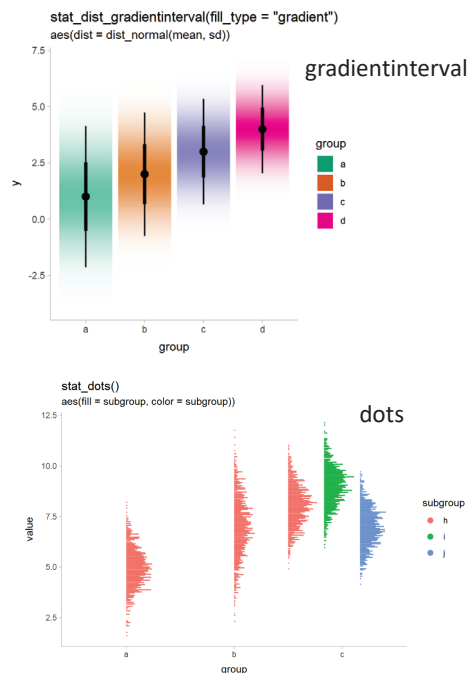 stat_dist_gradientinterval(fill_type = "gradient")
aes(dist = dist_normal(mean, sd))
gradientinterval
7.5
5.0
2.5
0.0
-2.5
y
a
b
c
d
group
group
a
b
c
d
stat_dots()
aes(fill = subgroup, color = subgroup))
dots
12.5
10.0
7.5
5.0
2.5
value
a
b
c
group
subgroup
h
i
j